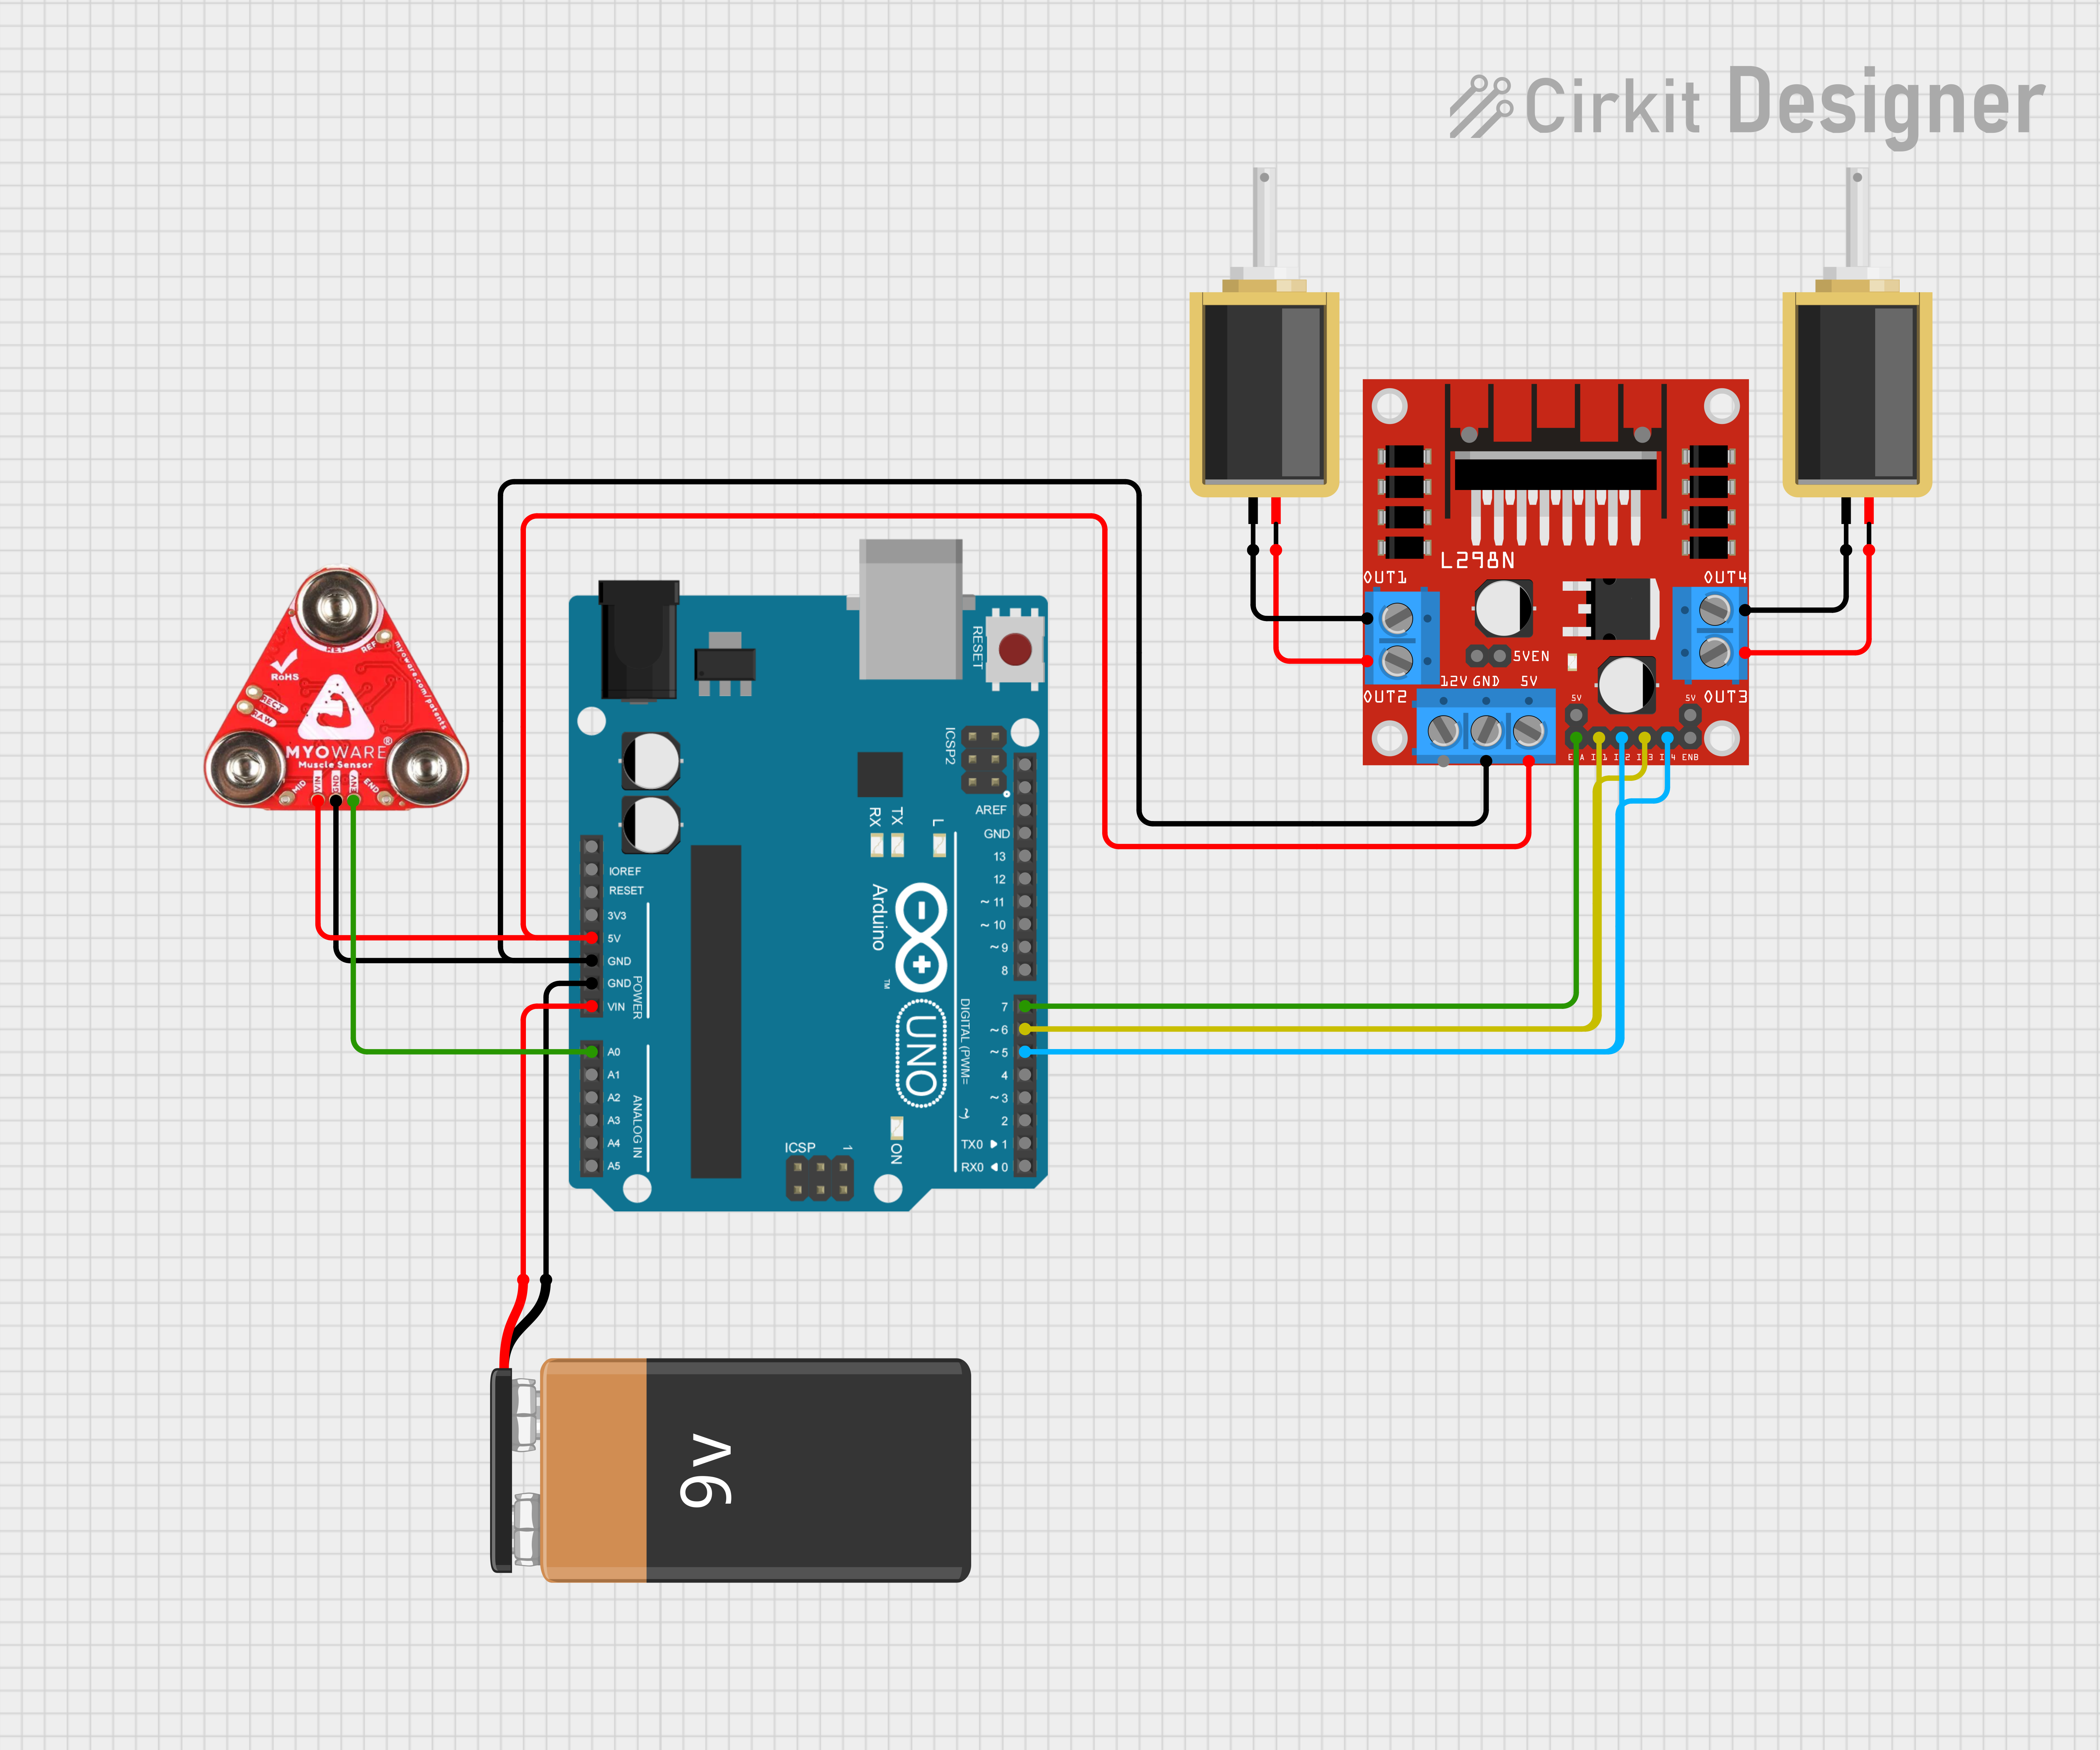 Cirkit Designer
L298N
OUT1
OUT4
5VEN
OUT2
12V GND 5V
5V
5V
OUT3
ENA IN1 IN2 IN3 IN4 ENB
REF
REF
RoHS
myoware.com/patents
RECT
RAW
MYOWARE®
Muscle Sensor
MID
VIN
GND
ENV
END
RESET
ICSP2
AREF
GND
13
12
~ 11
~ 10
~ 9
8
7
~ 6
~ 5
4
~ 3
2
TX0 ▶ 1
RX0 ◀ 0
RX
TX
L
IOREF
RESET
3V3
5V
GND
GND
VIN
POWER
A0
A1
A2
A3
A4
A5
ANALOG IN
Arduino
TM
UNO
DIGITAL (PWM= ~)
ICSP
1
ON
9v